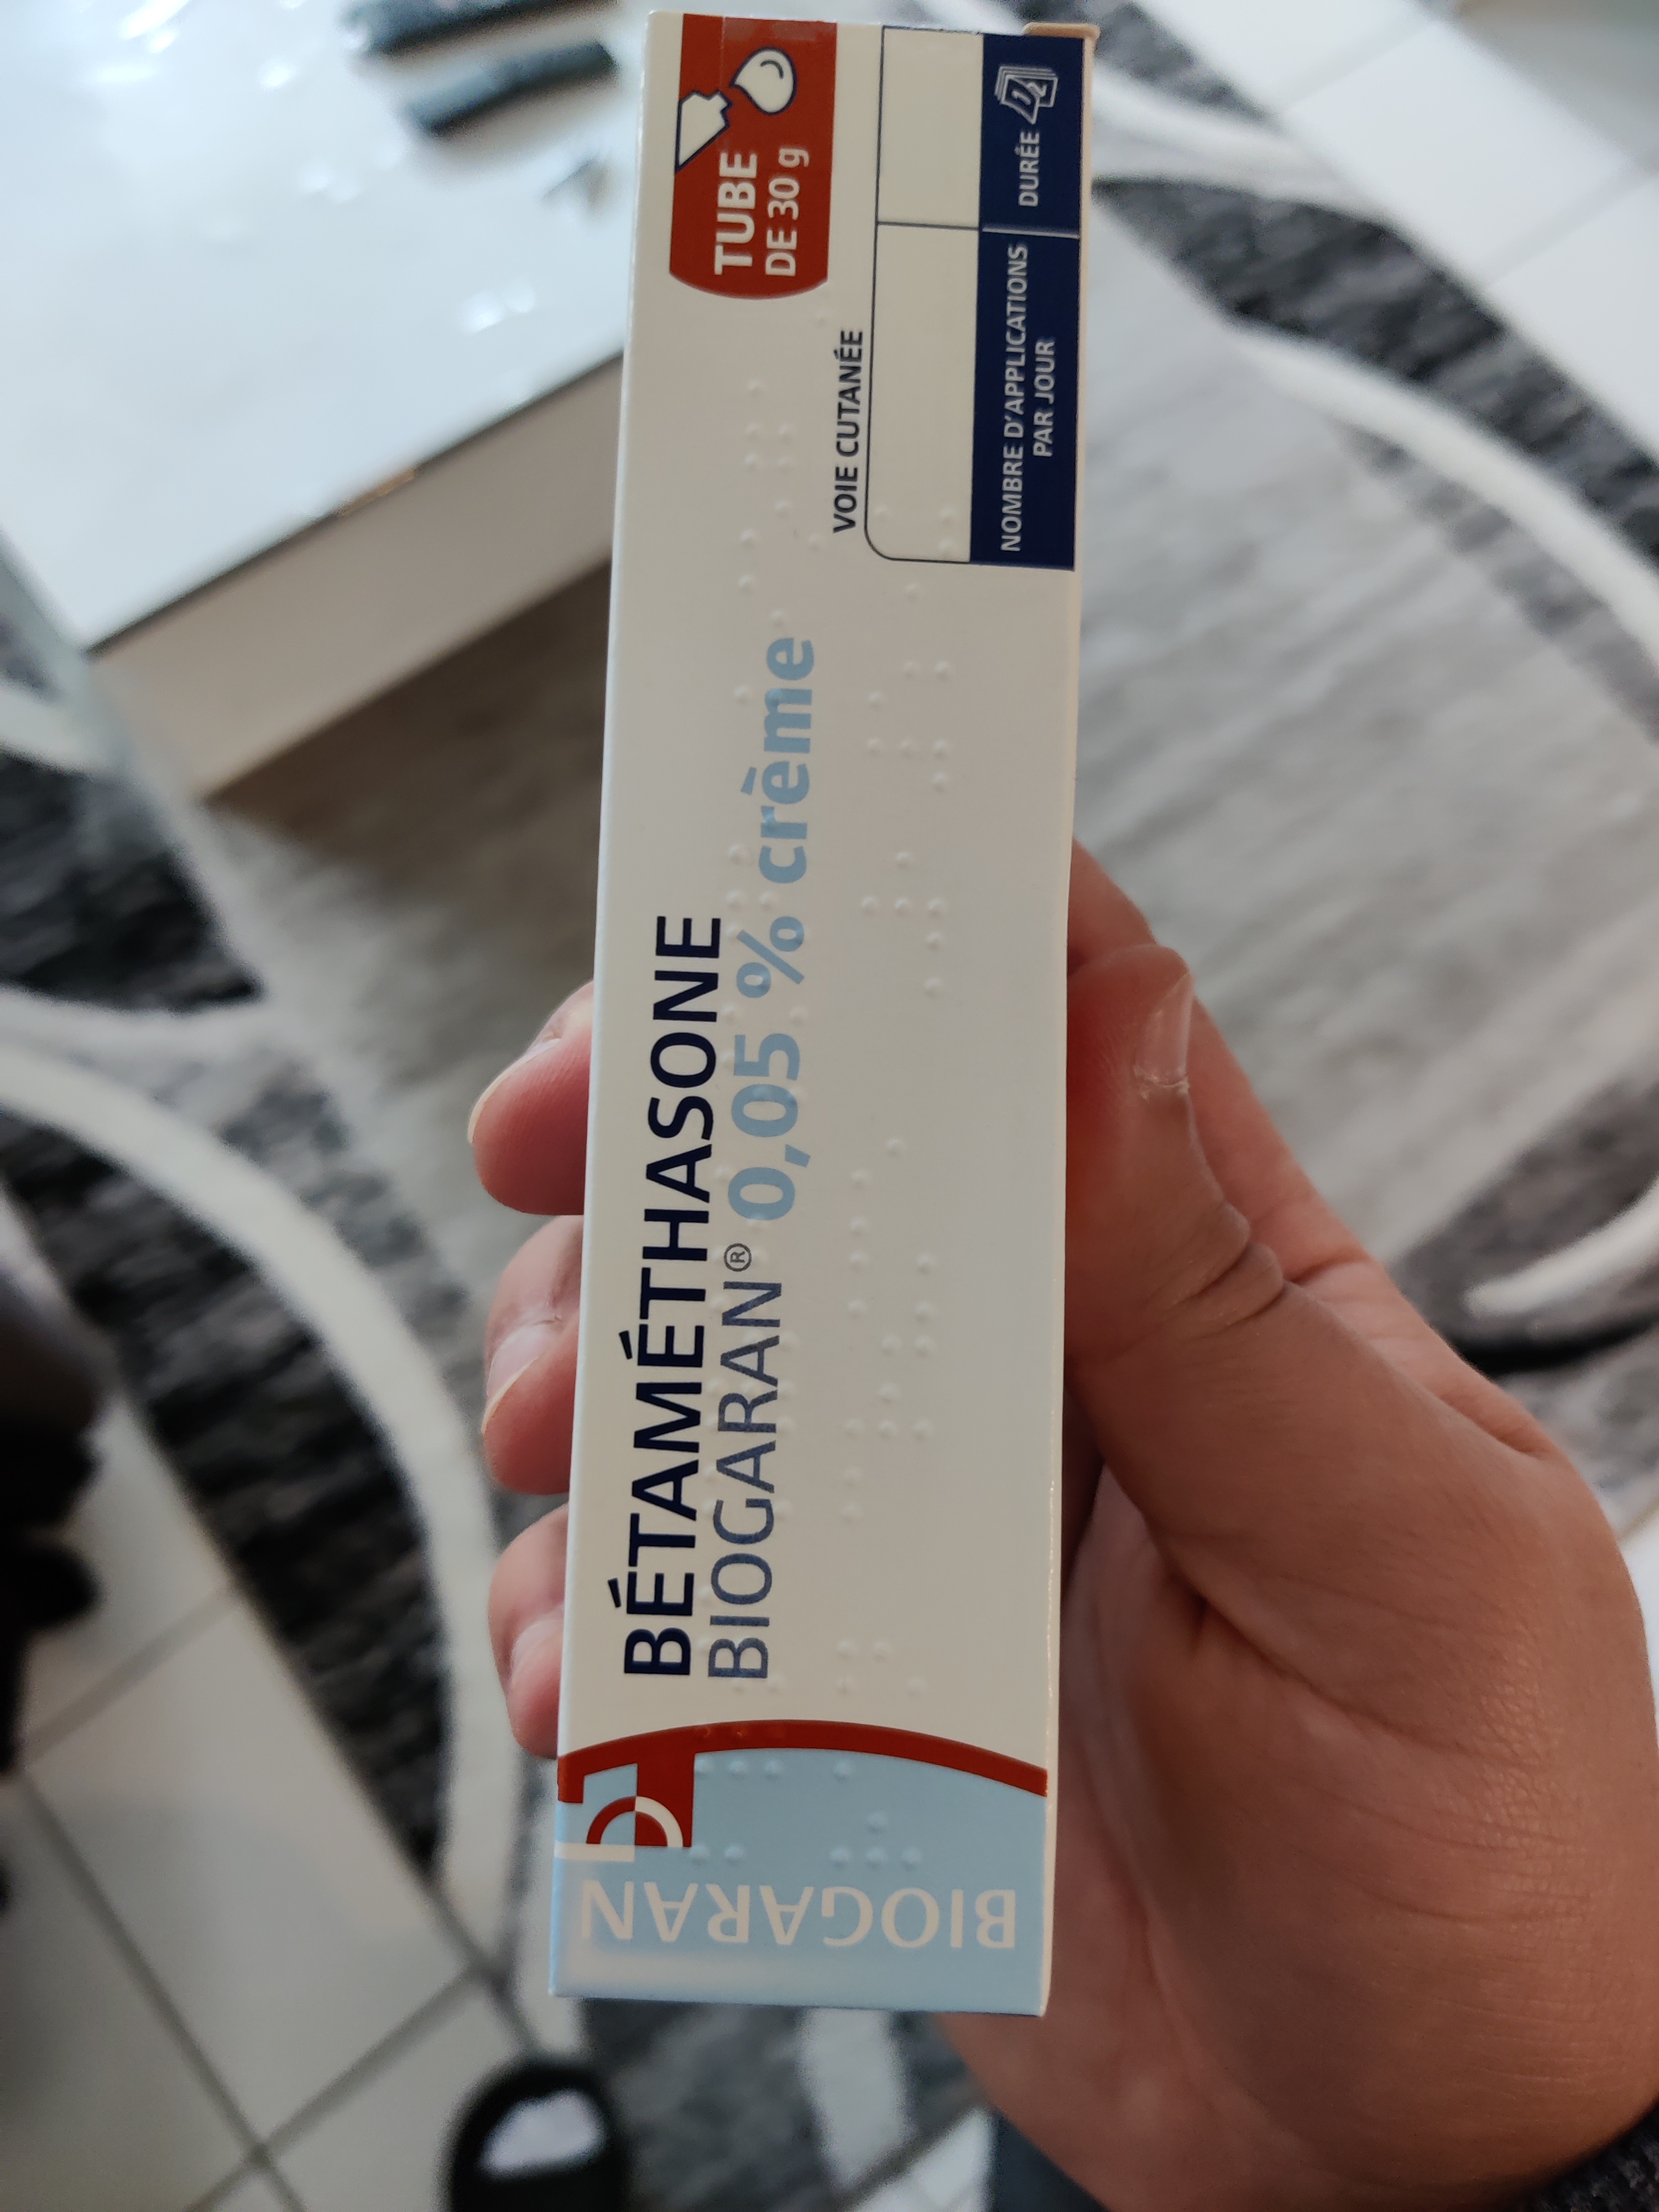 BÉTAMÉTHASONE
BIOGARAN® 0,05 % crème
VOIE CUTANÉE
TUBE
DE 30 g
NOMBRE D'APPLICATIONS
PAR JOUR
DURÉE
BIOGARAN